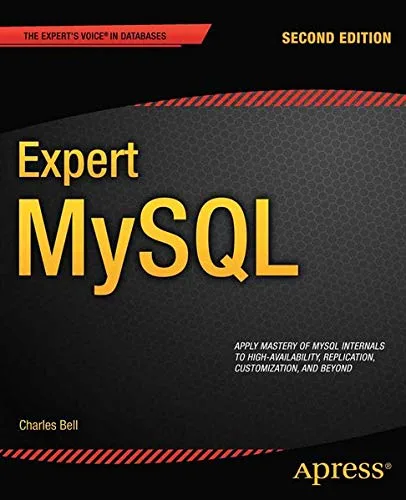 THE EXPERT'S VOICE® IN DATABASES
SECOND EDITION
Expert
MySQL
APPLY MASTERY OF MYSQL INTERNALS
TO HIGH-AVAILABILITY, REPLICATION,
CUSTOMIZATION, AND BEYOND
Charles Bell
Apress®